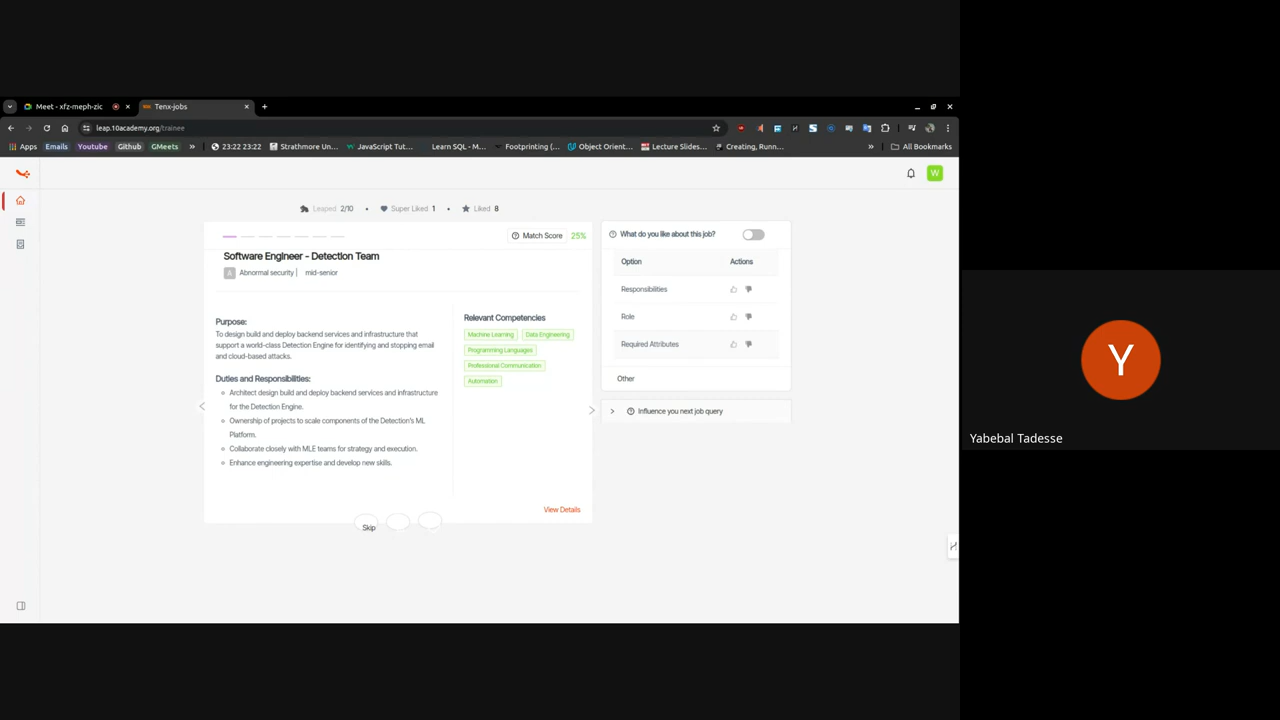 Meet - xfz-meph-zic
Tenx-jobs
leap.10academy.org/trainee
Apps Emails Youtube Github GMeets » 23:22 23:22 Strathmore Un... JavaScript Tut... Learn SQL - M... Footprinting (... Object Orient... Lecture Slides... Creating, Runn... » All Bookmarks
W
Leaped 2/10 • Super Liked 1 • Liked 8
Match Score 25%
Software Engineer - Detection Team
A Abnormal security | mid-senior
Purpose:
To design build and deploy backend services and infrastructure that
support a world-class Detection Engine for identifying and stopping email
and cloud-based attacks.
Duties and Responsibilities:
Architect design build and deploy backend services and infrastructure
for the Detection Engine.
Ownership of projects to scale components of the Detection's ML
Platform.
Collaborate closely with MLE teams for strategy and execution.
Enhance engineering expertise and develop new skills.
Relevant Competencies
Machine Learning Data Engineering
Programming Languages
Professional Communication
Automation
View Details
Skip
What do you like about this job?
Option Actions
Responsibilities
Role
Required Attributes
Other
Influence you next job query
Y
Yabebal Tadesse